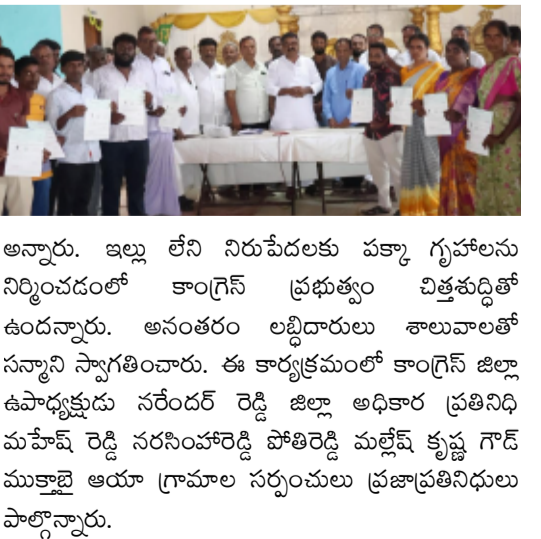 అన్నారు. ఇల్లు లేని నిరుపేదలకు పక్కా గృహాలను
నిర్మించడంలో కాంగ్రెస్ ప్రభుత్వం చిత్తశుద్ధితో
ఉందన్నారు. అనంతరం లబ్ధిదారులు శాలువాలతో
సన్మాని స్వాగతించారు. ఈ కార్యక్రమంలో కాంగ్రెస్ జిల్లా
ఉపాధ్యక్షుడు నరేందర్ రెడ్డి జిల్లా అధికార ప్రతినిధి
మహేష్ రెడ్డి నరసింహారెడ్డి పోతిరెడ్డి మల్లేష్ కృష్ణ గౌడ్
ముక్తాబై ఆయా గ్రామాల సర్పంచులు ప్రజాప్రతినిధులు
పాల్గొన్నారు.